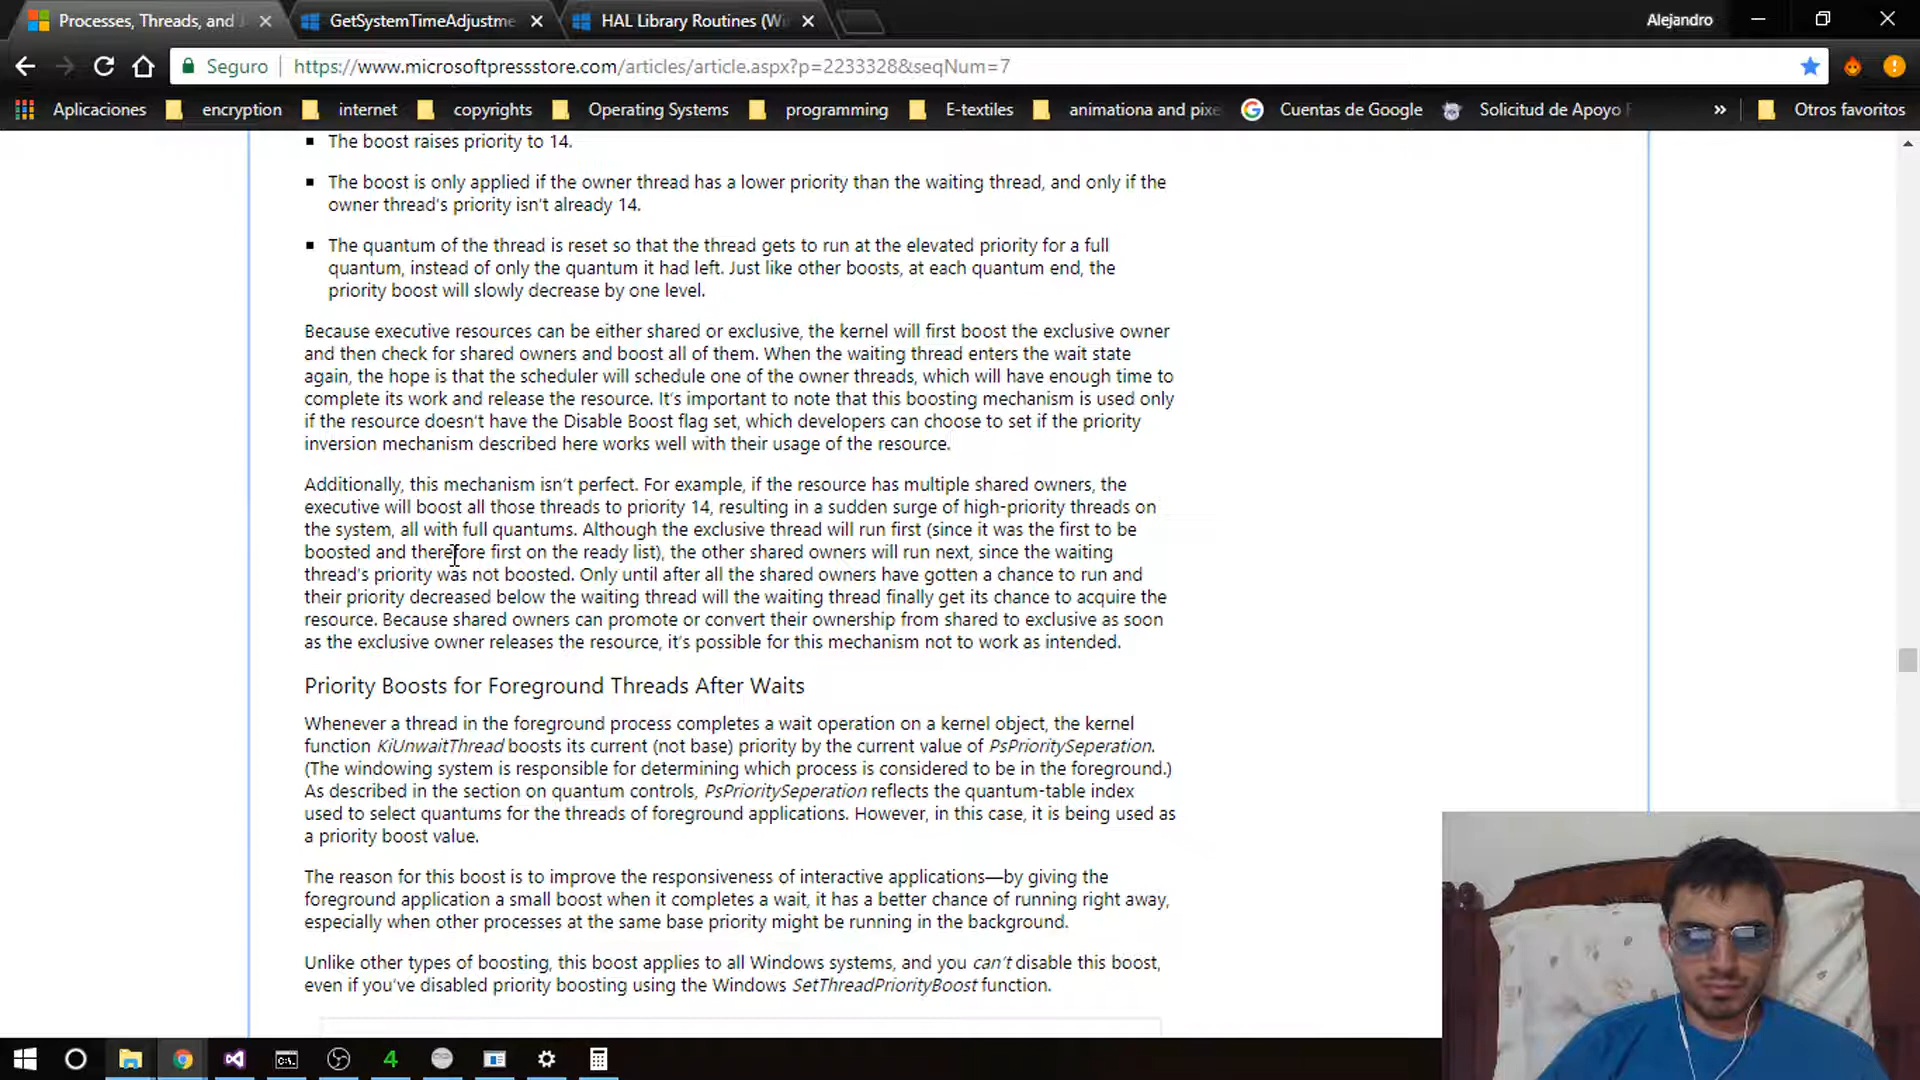 Processes, Threads, and J
GetSystemTimeAdjustme
HAL Library Routines (Wi
Alejandro
Seguro
https://www.microsoftpressstore.com/articles/article.aspx?p=2233328&seqNum=7
Aplicaciones
encryption
internet
copyrights
Operating Systems
programming
E-textiles
animationa and pixe
Cuentas de Google
Solicitud de Apoyo
»
Otros favoritos
▪ The boost raises priority to 14.
▪ The boost is only applied if the owner thread has a lower priority than the waiting thread, and only if the
owner thread's priority isn't already 14.
▪ The quantum of the thread is reset so that the thread gets to run at the elevated priority for a full
quantum, instead of only the quantum it had left. Just like other boosts, at each quantum end, the
priority boost will slowly decrease by one level.
Because executive resources can be either shared or exclusive, the kernel will first boost the exclusive owner
and then check for shared owners and boost all of them. When the waiting thread enters the wait state
again, the hope is that the scheduler will schedule one of the owner threads, which will have enough time to
complete its work and release the resource. It's important to note that this boosting mechanism is used only
if the resource doesn't have the Disable Boost flag set, which developers can choose to set if the priority
inversion mechanism described here works well with their usage of the resource.
Additionally, this mechanism isn't perfect. For example, if the resource has multiple shared owners, the
executive will boost all those threads to priority 14, resulting in a sudden surge of high-priority threads on
the system, all with full quantums. Although the exclusive thread will run first (since it was the first to be
boosted and therefore first on the ready list), the other shared owners will run next, since the waiting
thread's priority was not boosted. Only until after all the shared owners have gotten a chance to run and
their priority decreased below the waiting thread will the waiting thread finally get its chance to acquire the
resource. Because shared owners can promote or convert their ownership from shared to exclusive as soon
as the exclusive owner releases the resource, it's possible for this mechanism not to work as intended.
Priority Boosts for Foreground Threads After Waits
Whenever a thread in the foreground process completes a wait operation on a kernel object, the kernel
function KiUnwaitThread boosts its current (not base) priority by the current value of PsPrioritySeperation.
(The windowing system is responsible for determining which process is considered to be in the foreground.)
As described in the section on quantum controls, PsPrioritySeperation reflects the quantum-table index
used to select quantums for the threads of foreground applications. However, in this case, it is being used as
a priority boost value.
The reason for this boost is to improve the responsiveness of interactive applications—by giving the
foreground application a small boost when it completes a wait, it has a better chance of running right away,
especially when other processes at the same base priority might be running in the background.
Unlike other types of boosting, this boost applies to all Windows systems, and you can't disable this boost,
even if you've disabled priority boosting using the Windows SetThreadPriorityBoost function.
4